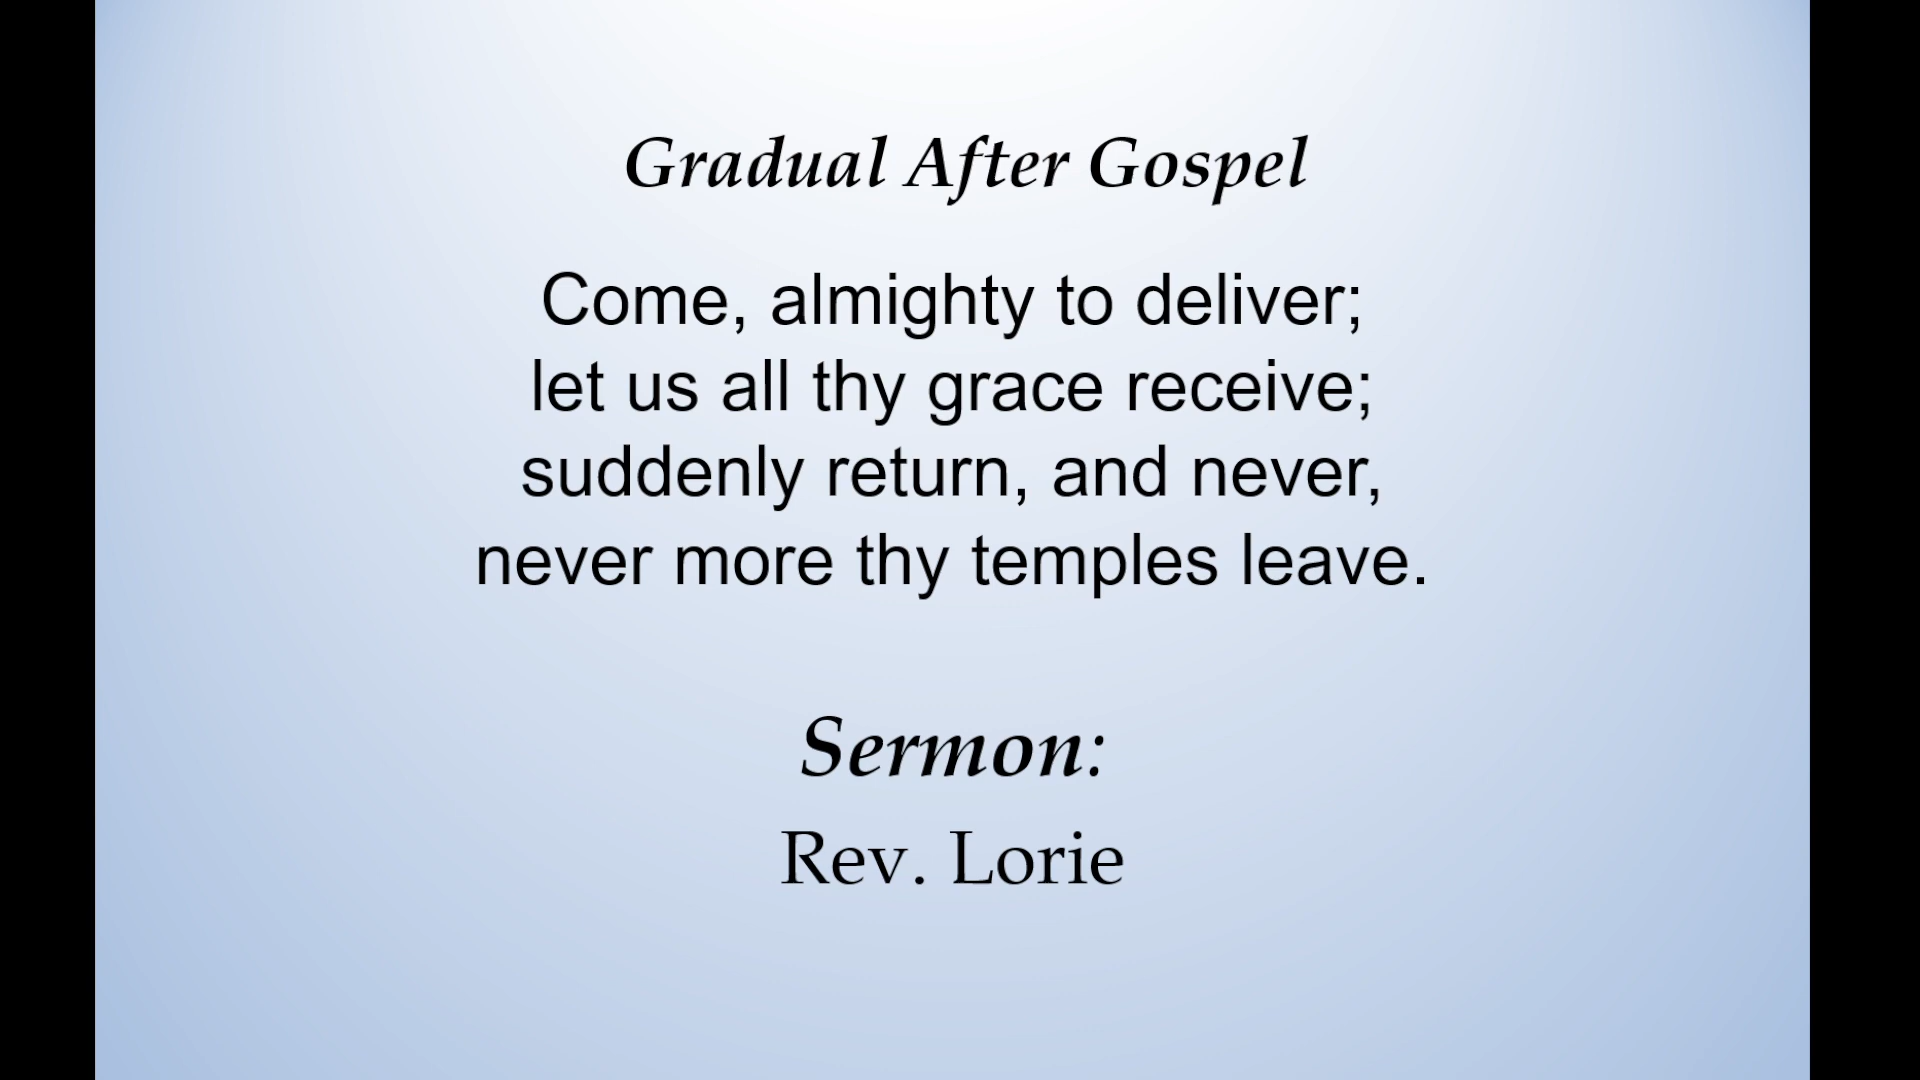 Gradual After Gospel
Come, almighty to deliver;
let us all thy grace receive;
suddenly return, and never,
never more thy temples leave.
Sermon:
Rev. Lorie